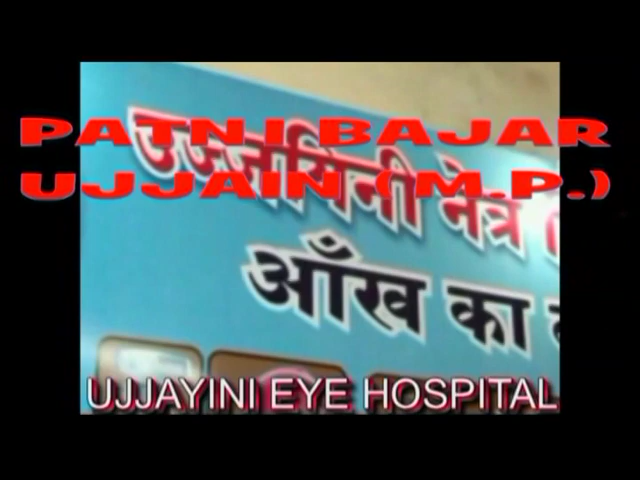 PATNI BAJAR
UJJAIN (M.P.)
उज्जयिनी नेत्र
आँख का
UJJAYINI EYE HOSPITAL